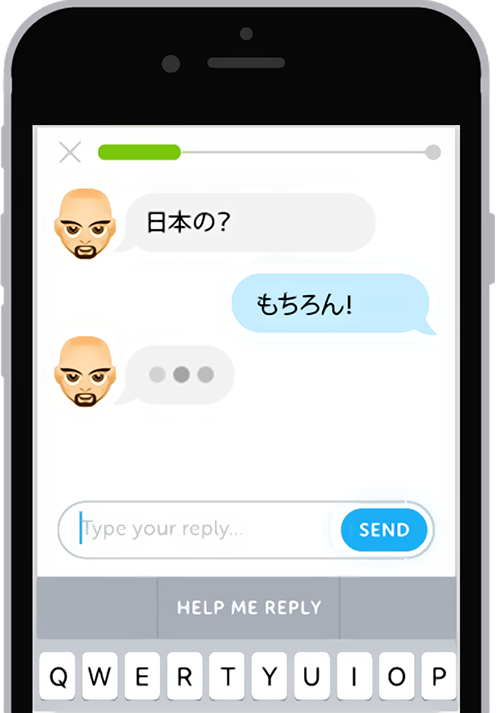 日本の?
もちろん!
Type your reply...
SEND
HELP ME REPLY
Q W E R T Y U I O P